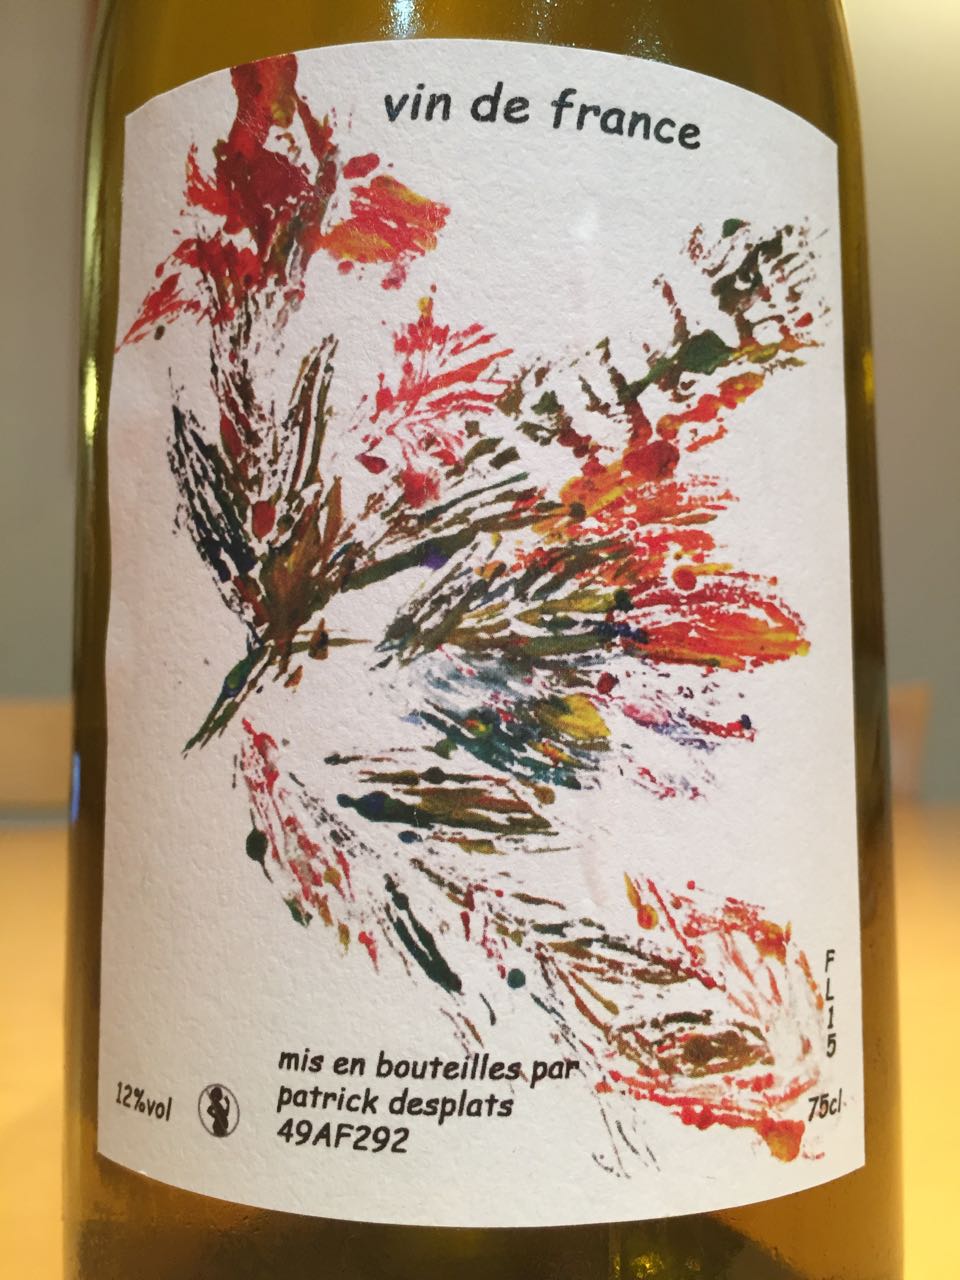 vin de france
FL15
mis en bouteilles par
patrick desplats
49AF292
12%vol
75cl